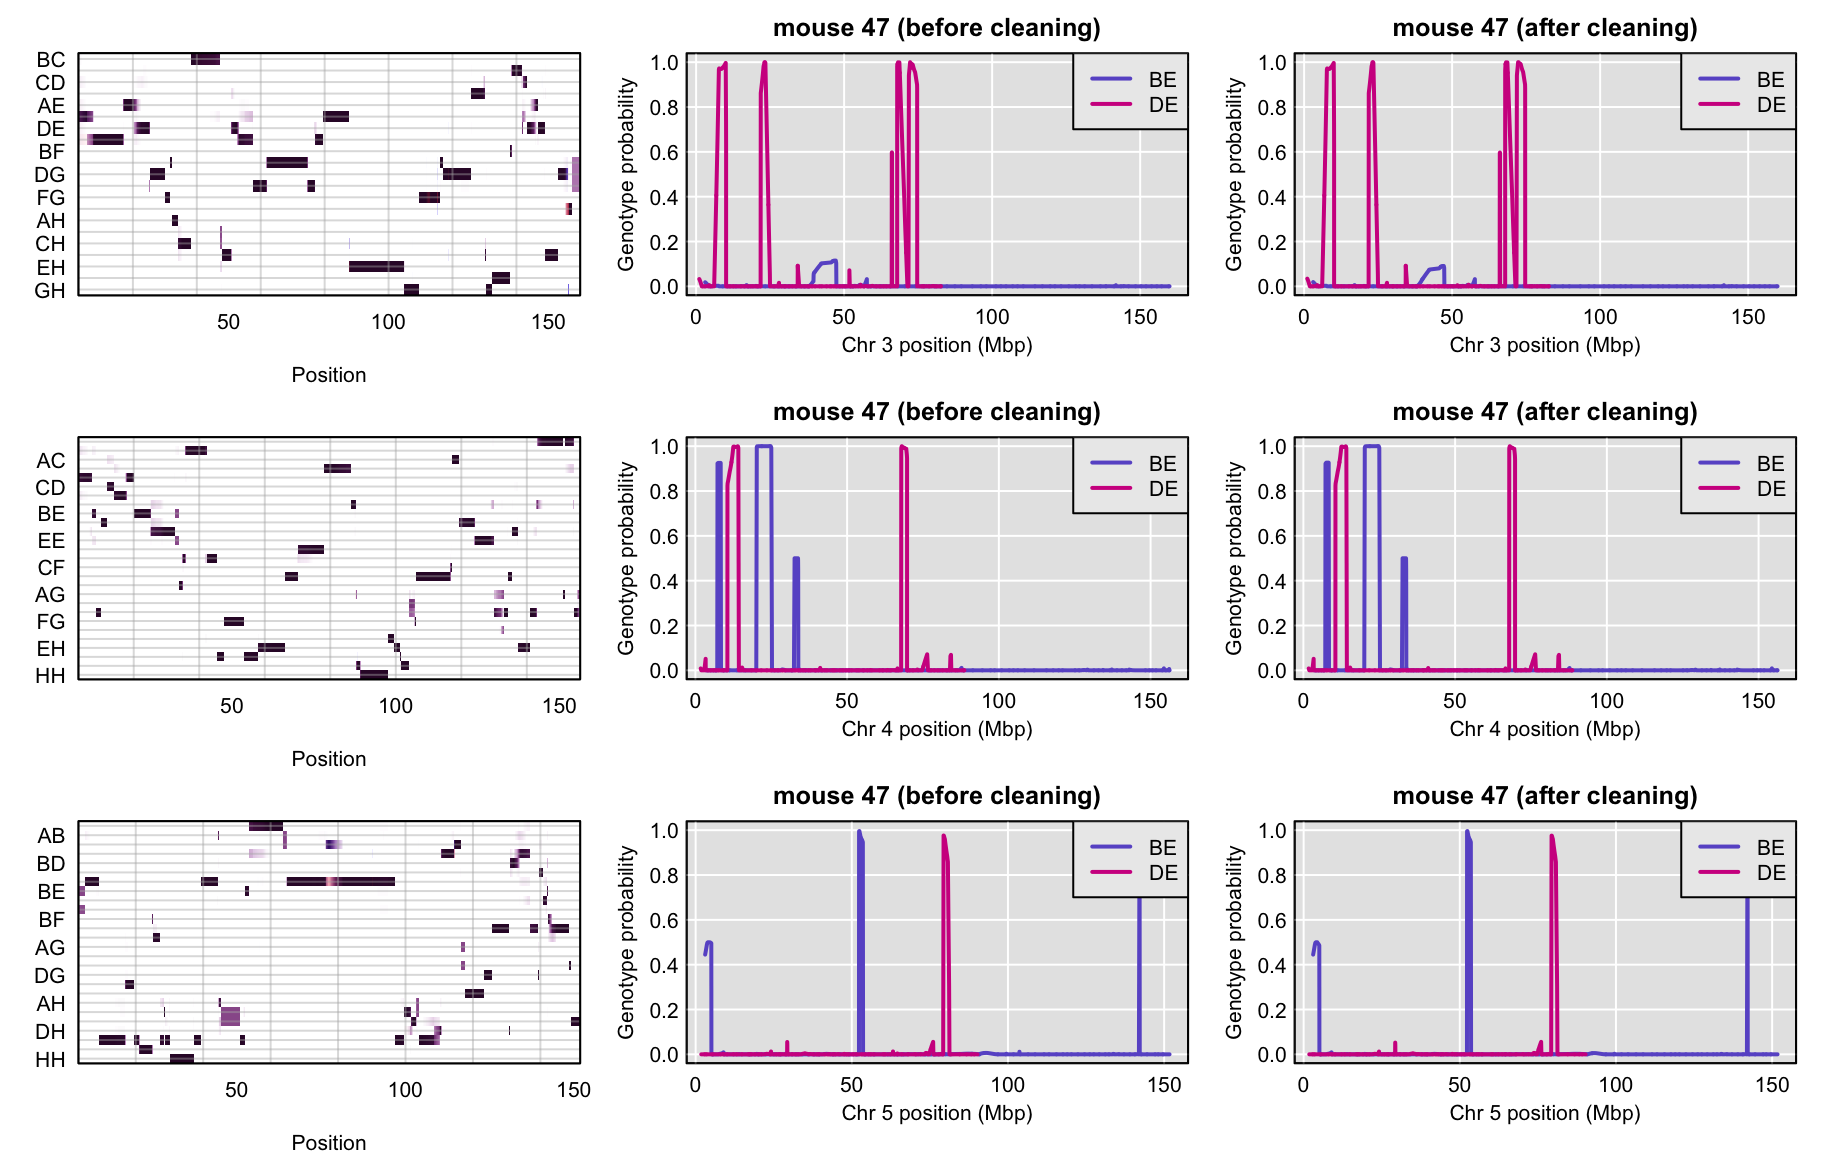 BC
CD
AE
DE
BF
DG
FG
AH
CH
EH
GH
50 100 150
Position
mouse 47 (before cleaning)
Genotype probability
1.0
0.8
0.6
0.4
0.2
0.0
BE
DE
0 50 100 150
Chr 3 position (Mbp)
mouse 47 (after cleaning)
Genotype probability
1.0
0.8
0.6
0.4
0.2
0.0
BE
DE
0 50 100 150
Chr 3 position (Mbp)
AC
CD
BE
EE
CF
AG
FG
EH
HH
50 100 150
Position
mouse 47 (before cleaning)
Genotype probability
1.0
0.8
0.6
0.4
0.2
0.0
BE
DE
0 50 100 150
Chr 4 position (Mbp)
mouse 47 (after cleaning)
Genotype probability
1.0
0.8
0.6
0.4
0.2
0.0
BE
DE
0 50 100 150
Chr 4 position (Mbp)
AB
BD
BE
BF
AG
DG
AH
DH
HH
50 100 150
Position
mouse 47 (before cleaning)
Genotype probability
1.0
0.8
0.6
0.4
0.2
0.0
BE
DE
0 50 100 150
Chr 5 position (Mbp)
mouse 47 (after cleaning)
Genotype probability
1.0
0.8
0.6
0.4
0.2
0.0
BE
DE
0 50 100 150
Chr 5 position (Mbp)